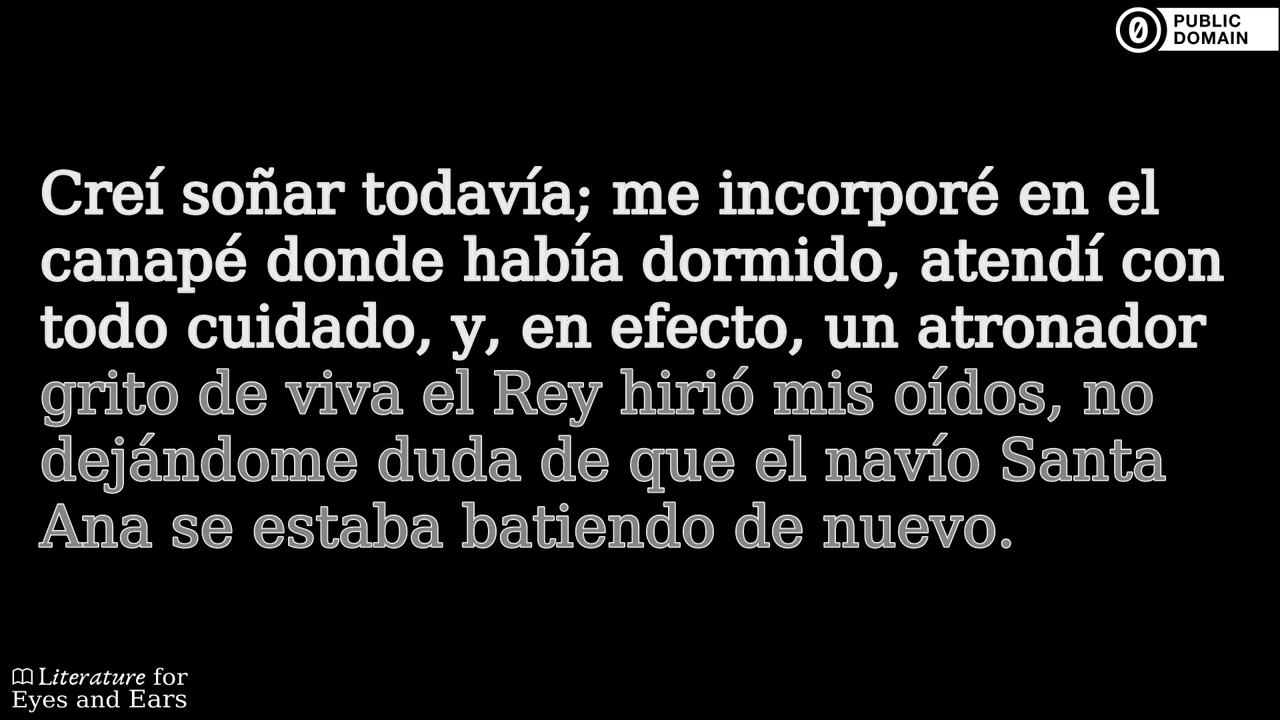 PUBLIC
DOMAIN
Creí soñar todavía; me incorporé en el
canapé donde había dormido, atendí con
todo cuidado, y, en efecto, un atronador
grito de viva el Rey hirió mis oídos, no
dejándome duda de que el navío Santa
Ana se estaba batiendo de nuevo.
Literature for
Eyes and Ears